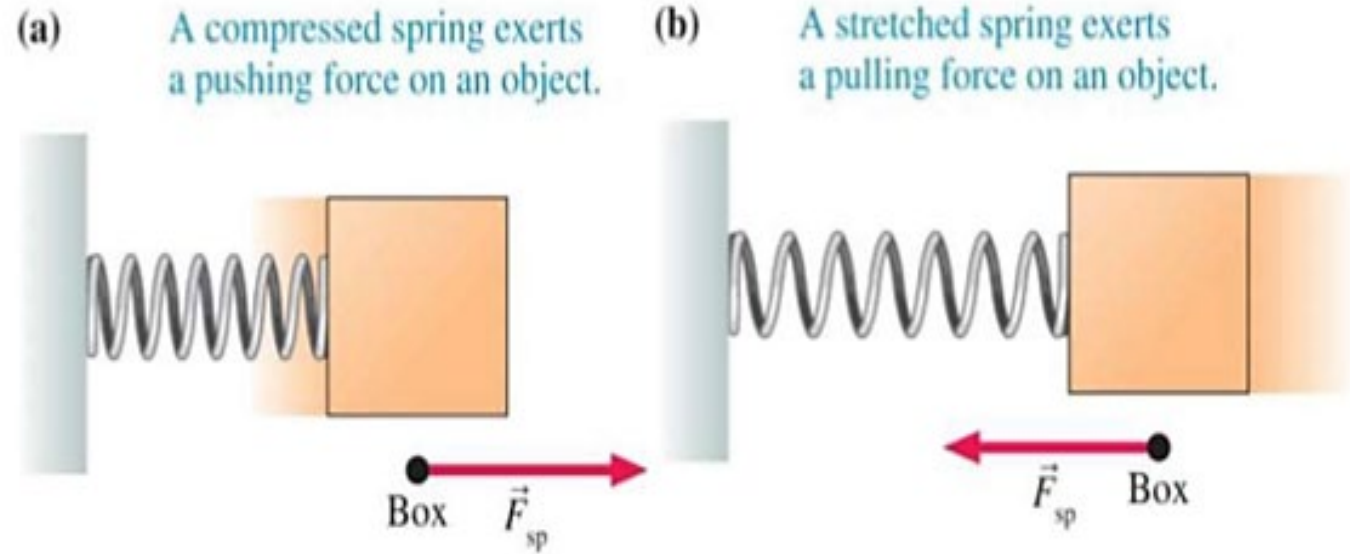 (a)
A compressed spring exerts
a pushing force on an object.
Box
F⃗sp
(b)
A stretched spring exerts
a pulling force on an object.
F⃗sp
Box